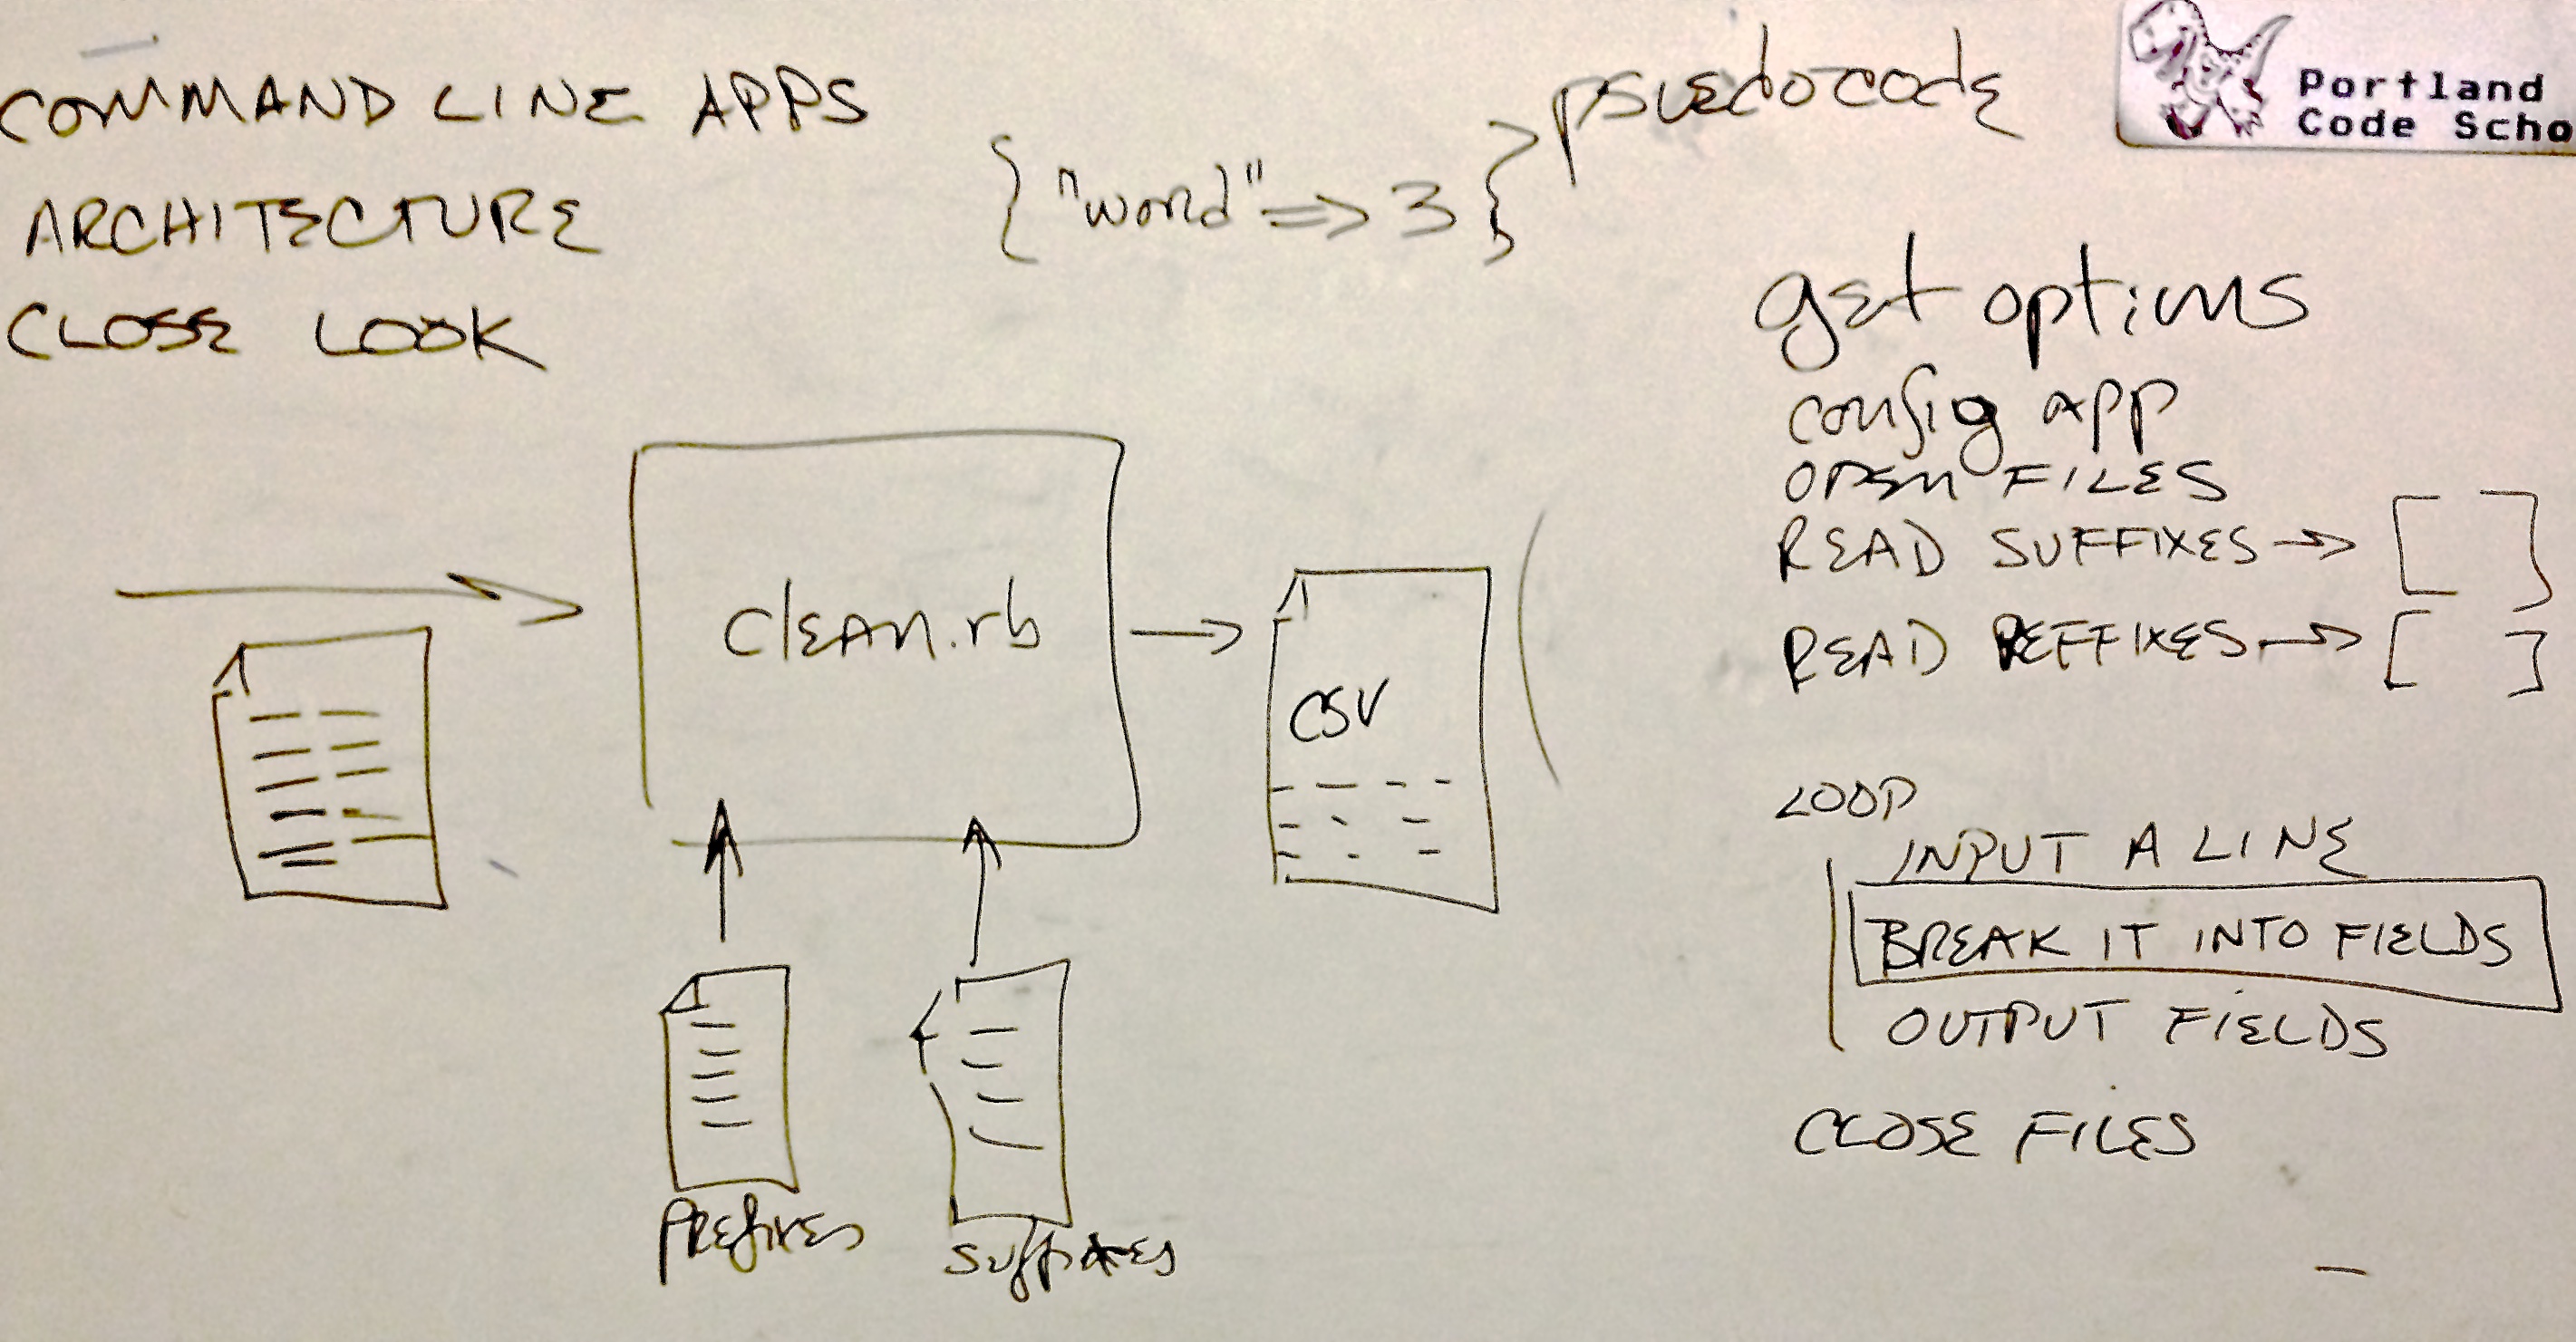 COMMAND LINE APPS
ARCHITECTURE
CLOSE LOOK
{ "word" => 3 }
psuedocode
Portland
Code Scho
get options
config app
OPEN FILES
READ SUFFIXES → [ ]
READ PREFFIXES → [ ]
LOOP
INPUT A LINE
BREAK IT INTO FIELDS
OUTPUT FIELDS
CLOSE FILES
clean.rb
CSV
prefixes
suffixes